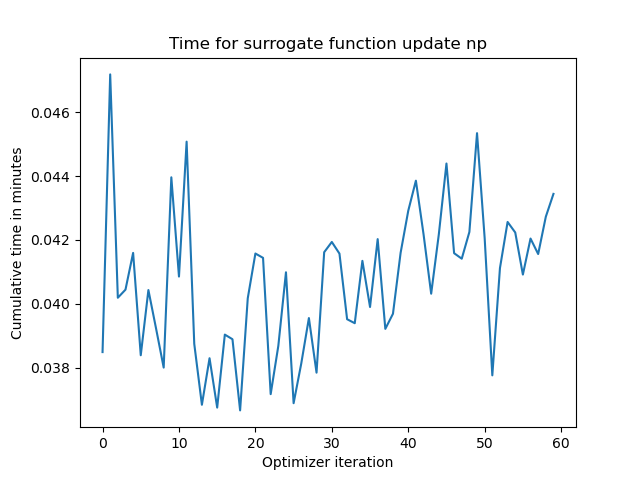 Time for surrogate function update np
Cumulative time in minutes
0.046
0.044
0.042
0.040
0.038
0 10 20 30 40 50 60
Optimizer iteration